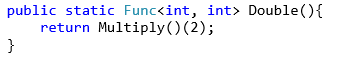 public static Func<int, int> Double(){
    return Multiply()(2);
}